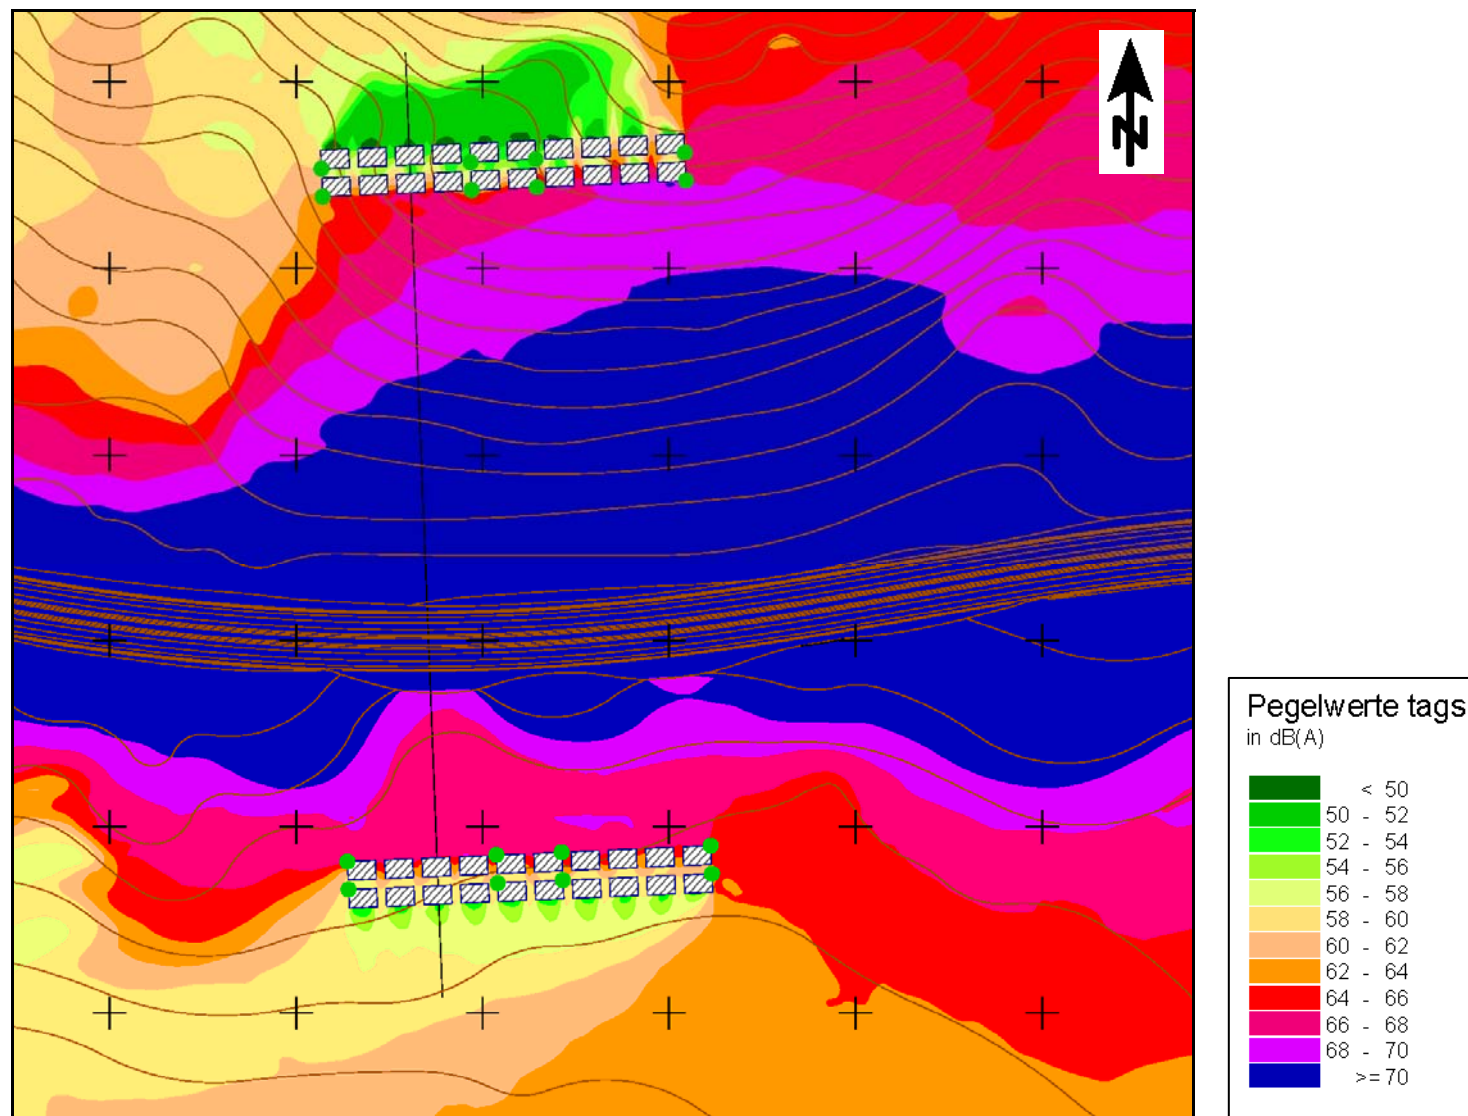 N
Pegelwerte tags
in dB(A)
< 50
50 - 52
52 - 54
54 - 56
56 - 58
58 - 60
60 - 62
62 - 64
64 - 66
66 - 68
68 - 70
>= 70